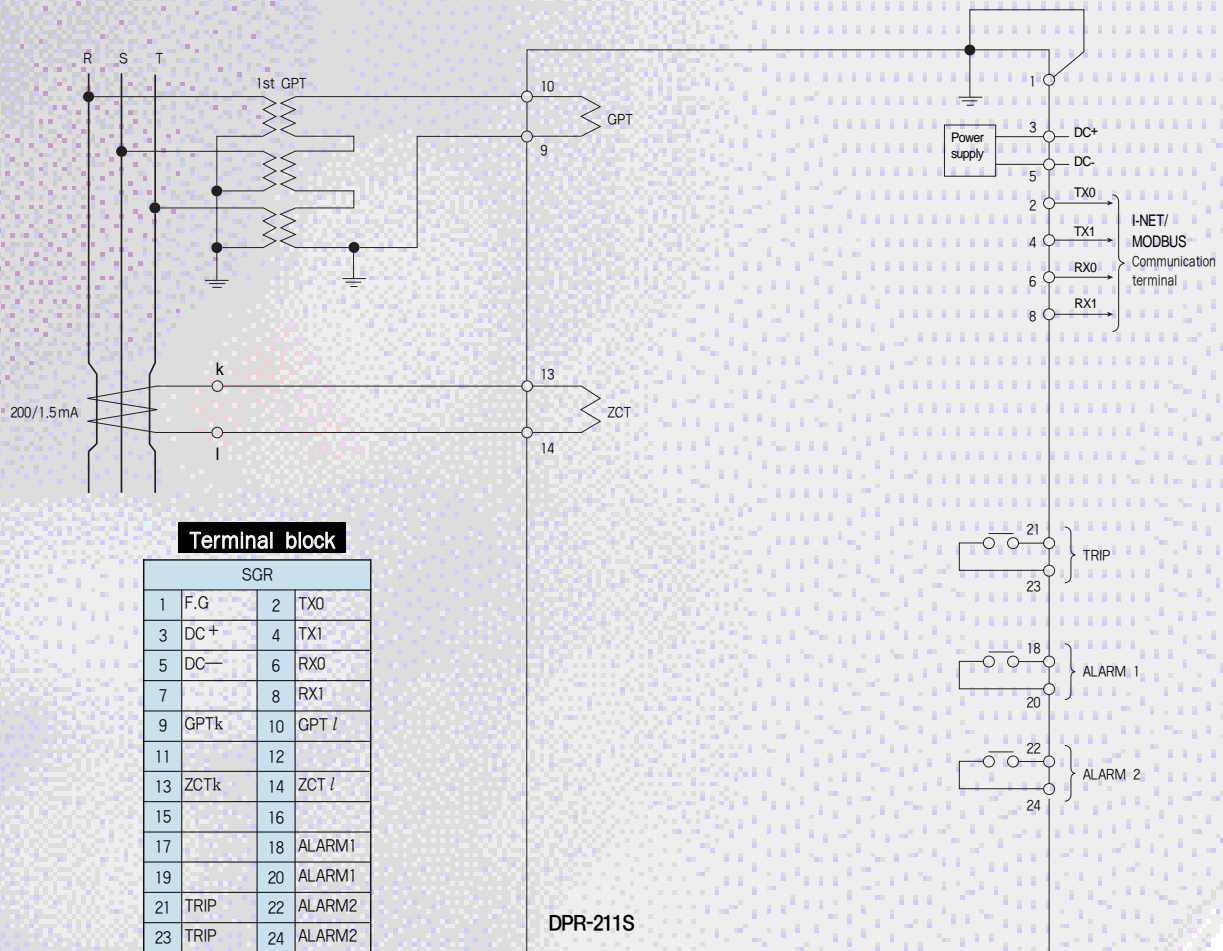 R S T
1st GPT
10
GPT
9
1
Power
supply
3
DC+
DC-
5
TX0
2
TX1
4
RX0
6
RX1
8
I-NET/
MODBUS
Communication
terminal
k
13
200/1.5mA
ZCT
l
14
21
TRIP
23
18
ALARM 1
20
22
ALARM 2
24
Terminal block
SGR
1 F.G 2 TX0
3 DC+ 4 TX1
5 DC— 6 RX0
7 8 RX1
9 GPTk 10 GPT l
11 12
13 ZCTk 14 ZCT l
15 16
17 18 ALARM1
19 20 ALARM1
21 TRIP 22 ALARM2
23 TRIP 24 ALARM2
DPR-211S